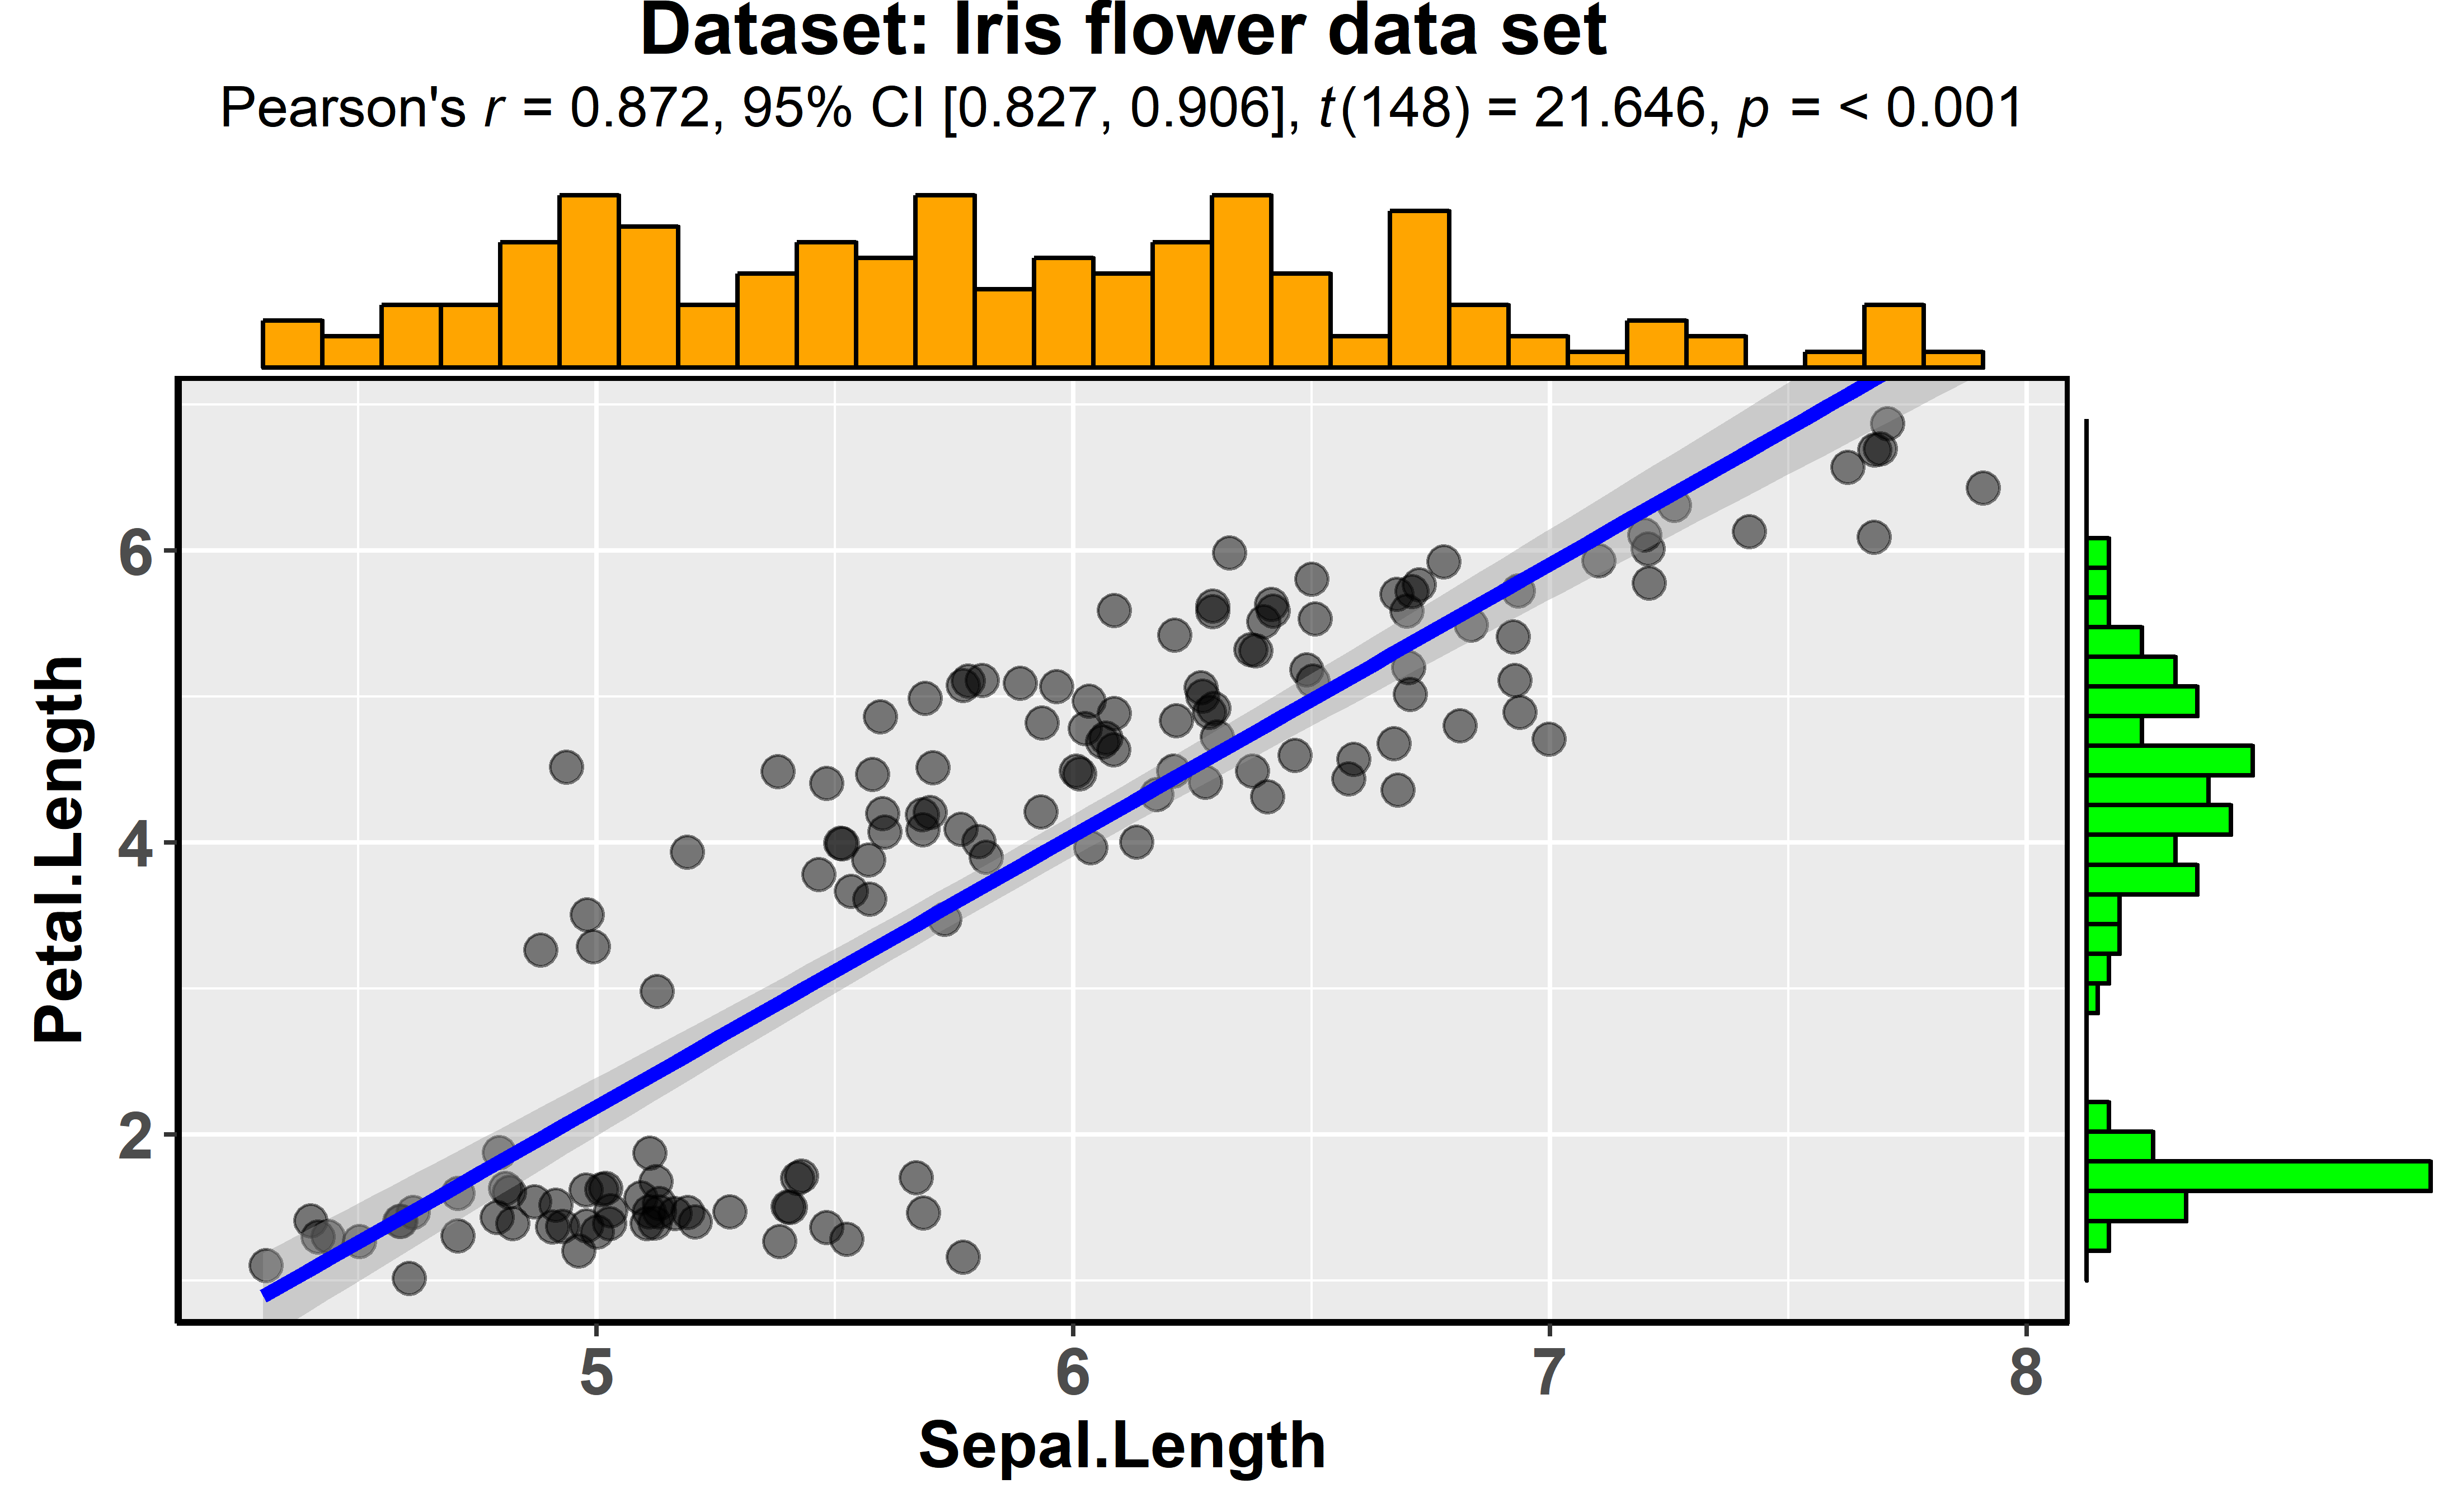 Dataset: Iris flower data set
Pearson's r = 0.872, 95% CI [0.827, 0.906], t(148) = 21.646, p = < 0.001
6
4
2
Petal.Length
5 6 7 8
Sepal.Length